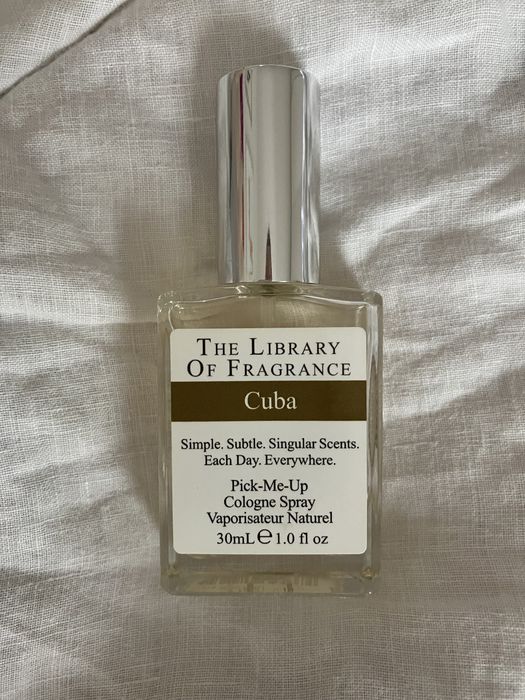 THE LIBRARY
OF FRAGRANCE
Cuba
Simple. Subtle. Singular Scents.
Each Day. Everywhere.
Pick-Me-Up
Cologne Spray
Vaporisateur Naturel
30mL ℮ 1.0 fl oz